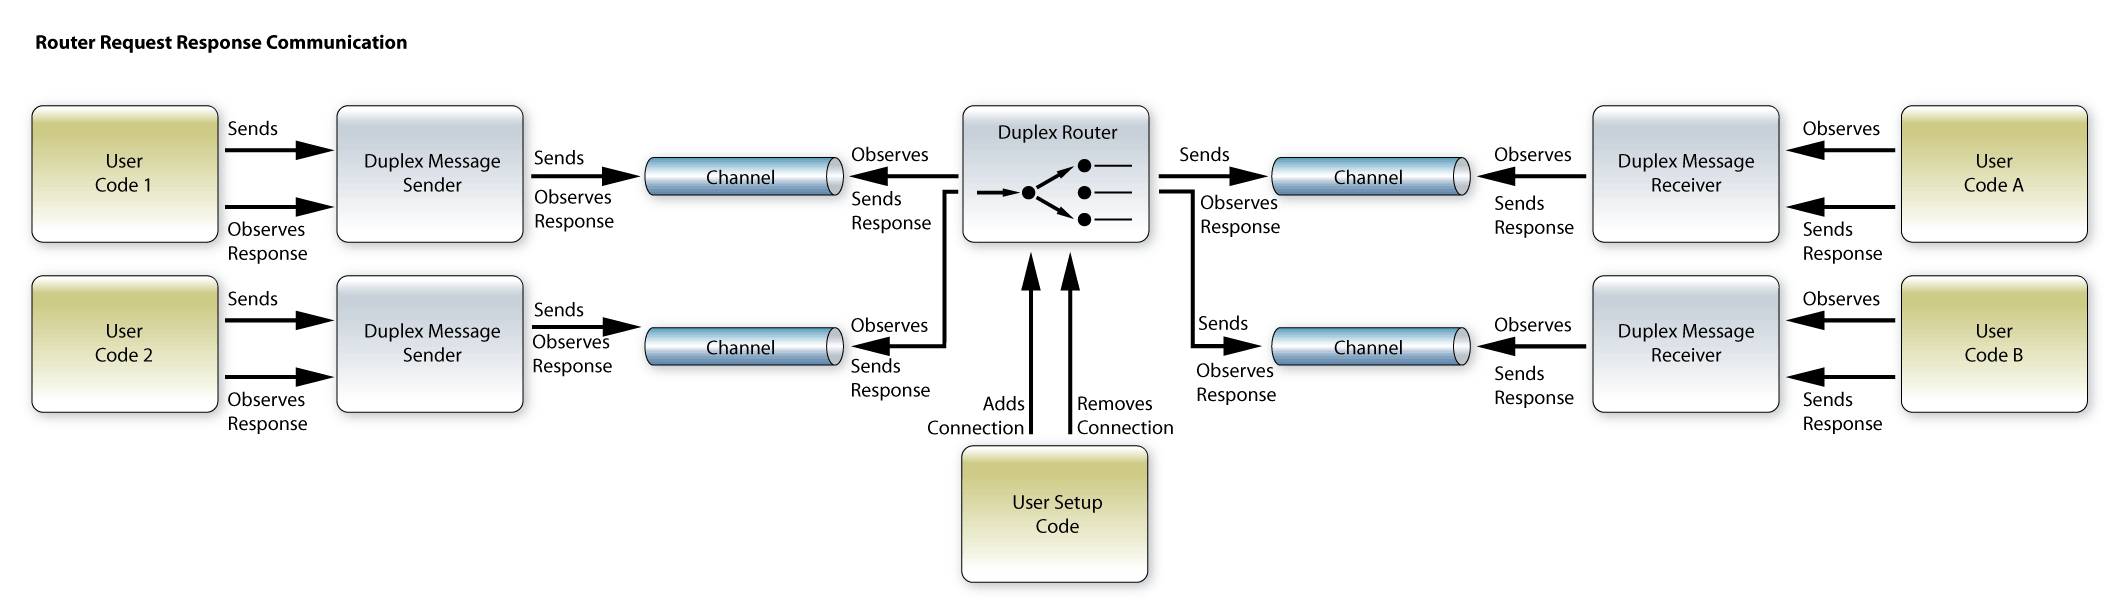 Router Request Response Communication
User
Code 1
Sends
Observes
Response
Duplex Message
Sender
Sends
Observes
Response
Channel
Observes
Sends
Response
Duplex Router
Sends
Observes
Response
Channel
Observes
Sends
Response
Duplex Message
Receiver
Observes
Sends
Response
User
Code A
User
Code 2
Sends
Observes
Response
Duplex Message
Sender
Sends
Observes
Response
Channel
Observes
Sends
Response
Adds
Connection
Removes
Connection
Sends
Observes
Response
Channel
Observes
Sends
Response
Duplex Message
Receiver
Observes
Sends
Response
User
Code B
User Setup
Code